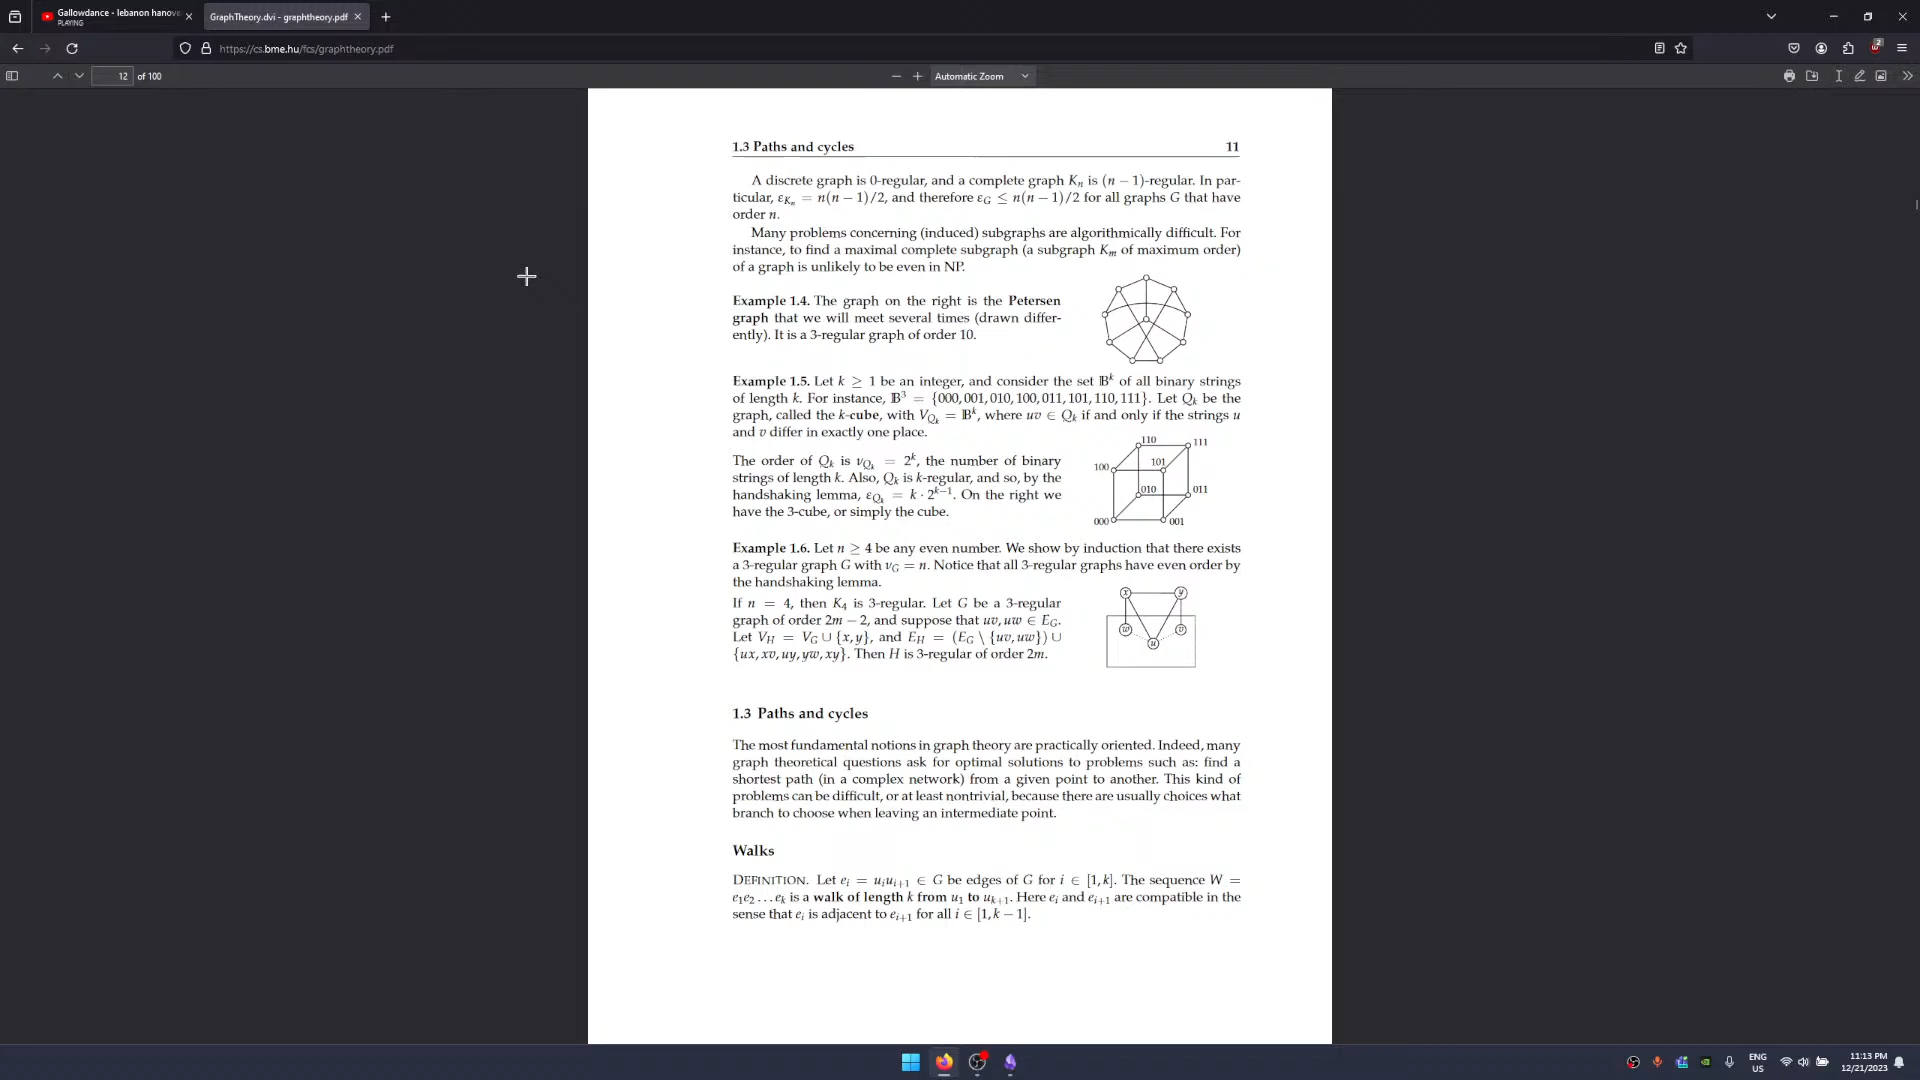 Gallowdance - lebanon hanove
PLAYING
GraphTheory.dvi - graphtheory.pdf
https://cs.bme.hu/fcs/graphtheory.pdf
2
12 of 100
Automatic Zoom
1.3 Paths and cycles 11
A discrete graph is 0-regular, and a complete graph Kₙ is (n − 1)-regular. In par-
ticular, ε_Kₙ = n(n − 1)/2, and therefore ε_G ≤ n(n − 1)/2 for all graphs G that have
order n.
Many problems concerning (induced) subgraphs are algorithmically difficult. For
instance, to find a maximal complete subgraph (a subgraph Kₘ of maximum order)
of a graph is unlikely to be even in NP.
Example 1.4. The graph on the right is the Petersen
graph that we will meet several times (drawn differ-
ently). It is a 3-regular graph of order 10.
Example 1.5. Let k ≥ 1 be an integer, and consider the set 𝔹ᵏ of all binary strings
of length k. For instance, 𝔹³ = {000, 001, 010, 100, 011, 101, 110, 111}. Let Qₖ be the
graph, called the k-cube, with V_Qₖ = 𝔹ᵏ, where uv ∈ Qₖ if and only if the strings u
and v differ in exactly one place.
The order of Qₖ is ν_Qₖ = 2ᵏ, the number of binary
strings of length k. Also, Qₖ is k-regular, and so, by the
handshaking lemma, ε_Qₖ = k · 2ᵏ⁻¹. On the right we
have the 3-cube, or simply the cube.
110 111
100 101
010 011
000 001
Example 1.6. Let n ≥ 4 be any even number. We show by induction that there exists
a 3-regular graph G with ν_G = n. Notice that all 3-regular graphs have even order by
the handshaking lemma.
If n = 4, then K₄ is 3-regular. Let G be a 3-regular
graph of order 2m − 2, and suppose that uv, uw ∈ E_G.
Let V_H = V_G ∪ {x, y}, and E_H = (E_G \ {uv, uw}) ∪
{ux, xv, uy, yw, xy}. Then H is 3-regular of order 2m.
x y
w v
u
1.3 Paths and cycles
The most fundamental notions in graph theory are practically oriented. Indeed, many
graph theoretical questions ask for optimal solutions to problems such as: find a
shortest path (in a complex network) from a given point to another. This kind of
problems can be difficult, or at least nontrivial, because there are usually choices what
branch to choose when leaving an intermediate point.
Walks
DEFINITION. Let eᵢ = uᵢuᵢ₊₁ ∈ G be edges of G for i ∈ [1, k]. The sequence W =
e₁e₂ . . . eₖ is a walk of length k from u₁ to uₖ₊₁. Here eᵢ and eᵢ₊₁ are compatible in the
sense that eᵢ is adjacent to eᵢ₊₁ for all i ∈ [1, k − 1].
ENG
US
11:13 PM
12/21/2023